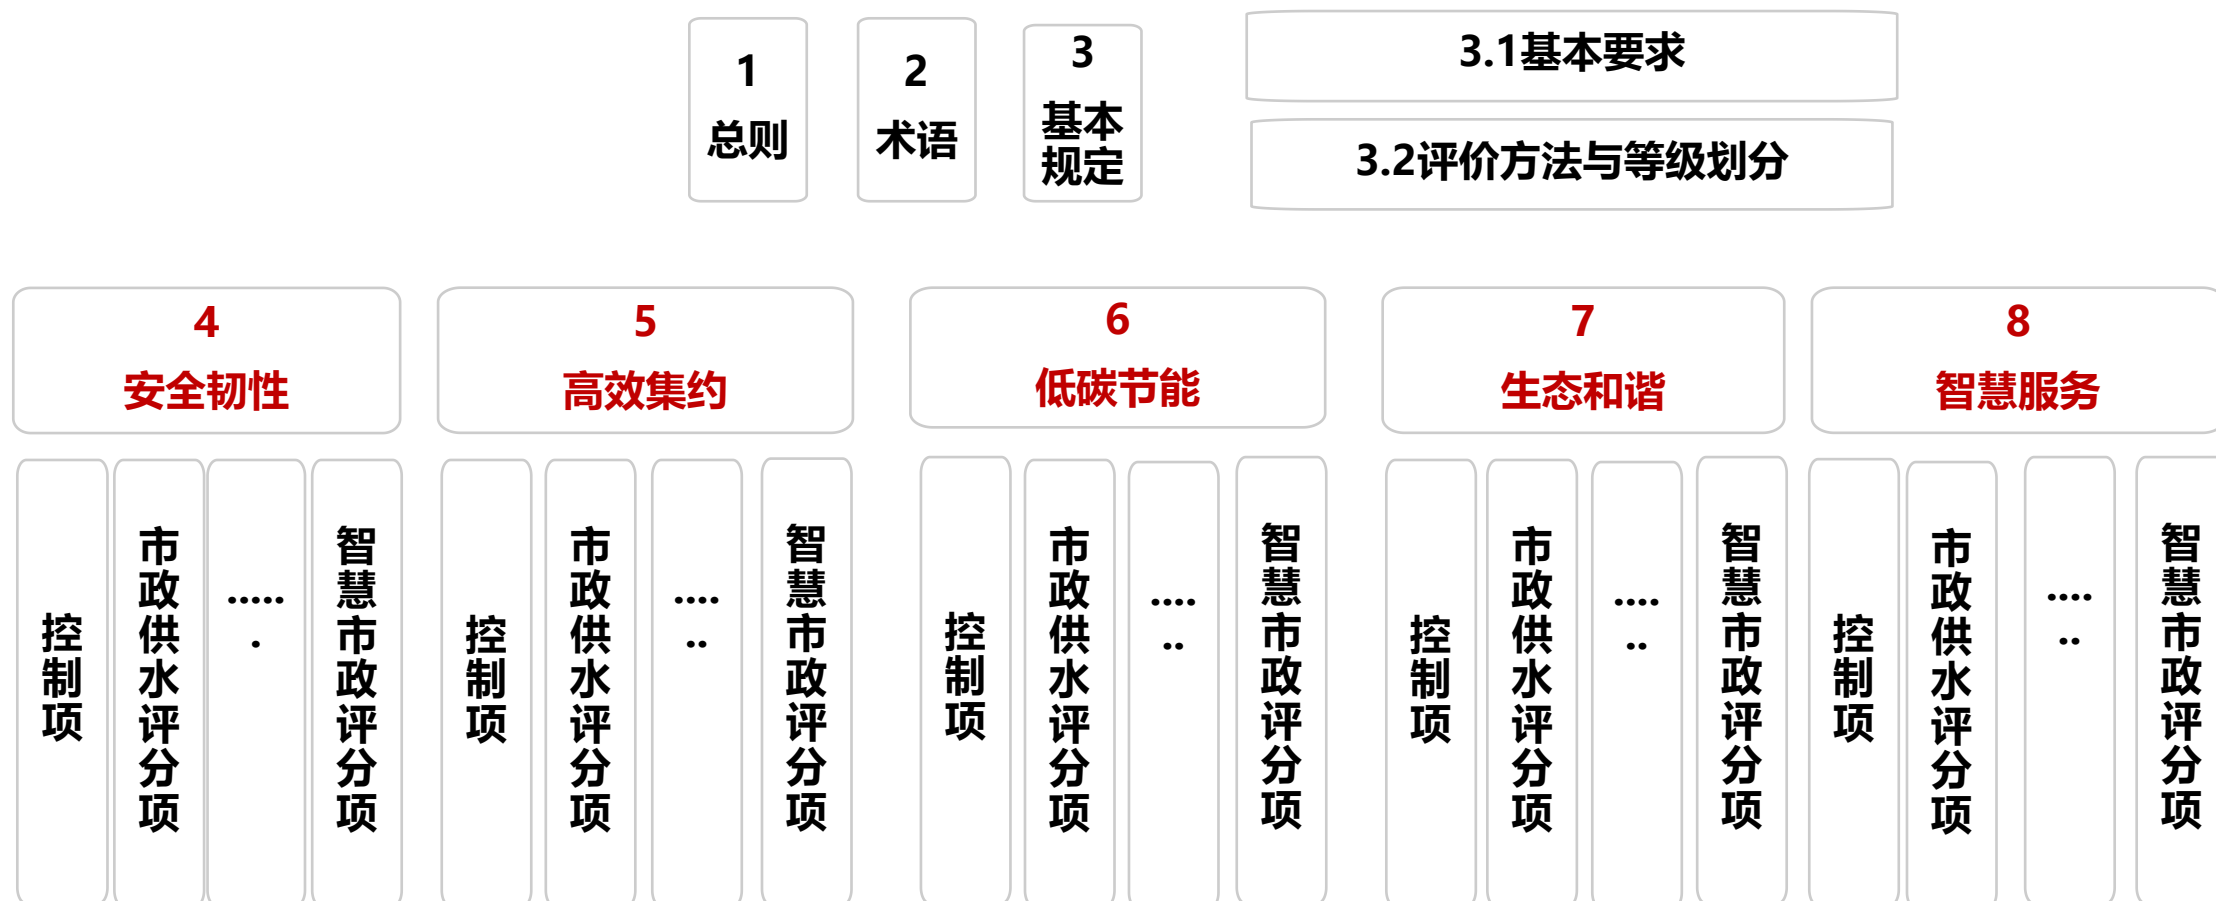 1
总则
2
术语
3
基本
规定
3.1基本要求
3.2评价方法与等级划分
4
安全韧性
5
高效集约
6
低碳节能
7
生态和谐
8
智慧服务
控制项
市政供水评分项
.....
.
智慧市政评分项
控制项
市政供水评分项
....
..
智慧市政评分项
控制项
市政供水评分项
....
..
智慧市政评分项
控制项
市政供水评分项
....
..
智慧市政评分项
控制项
市政供水评分项
....
..
智慧市政评分项